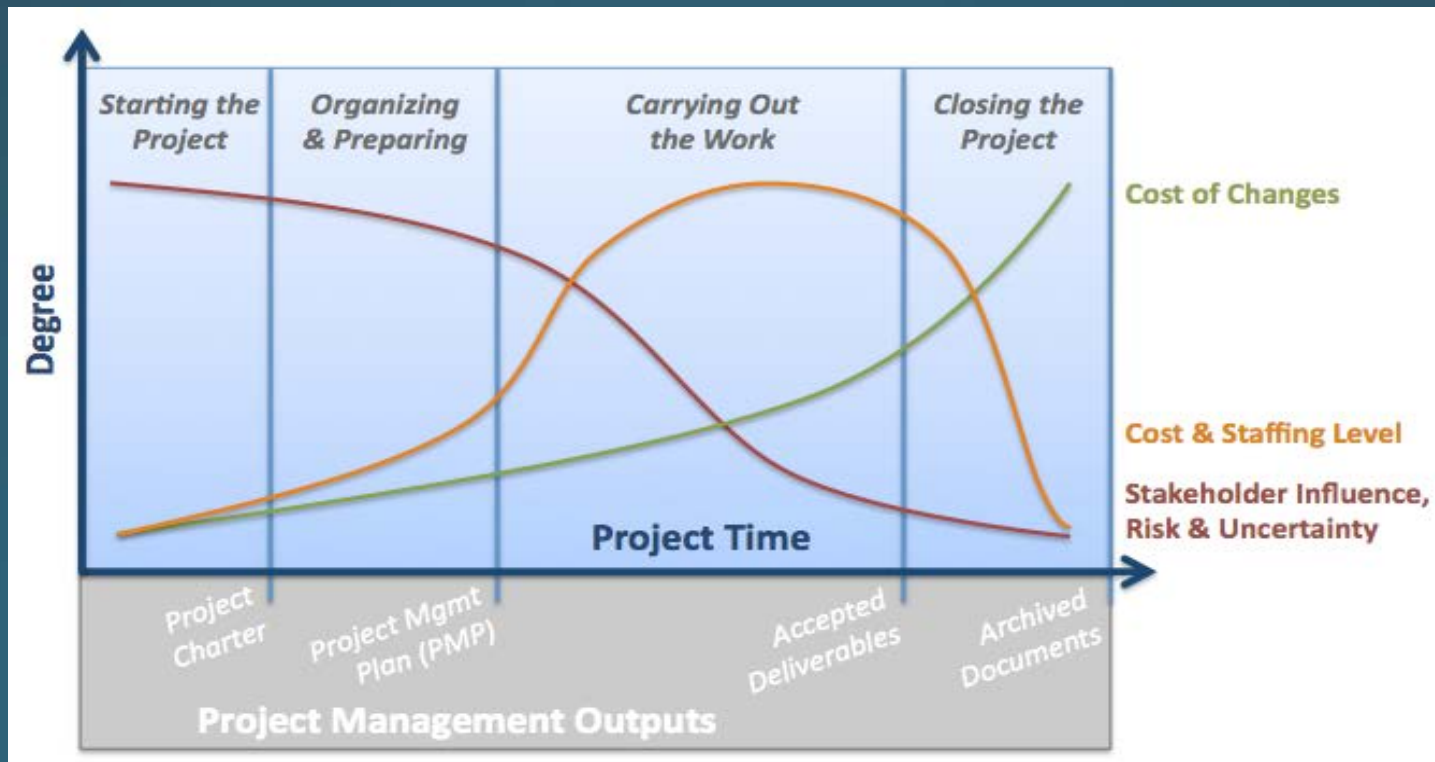 Starting the
Project
Organizing
& Preparing
Carrying Out
the Work
Closing the
Project
Cost of Changes
Degree
Cost & Staffing Level
Stakeholder Influence,
Risk & Uncertainty
Project Time
Project
Charter
Project Mgmt
Plan (PMP)
Accepted
Deliverables
Archived
Documents
Project Management Outputs